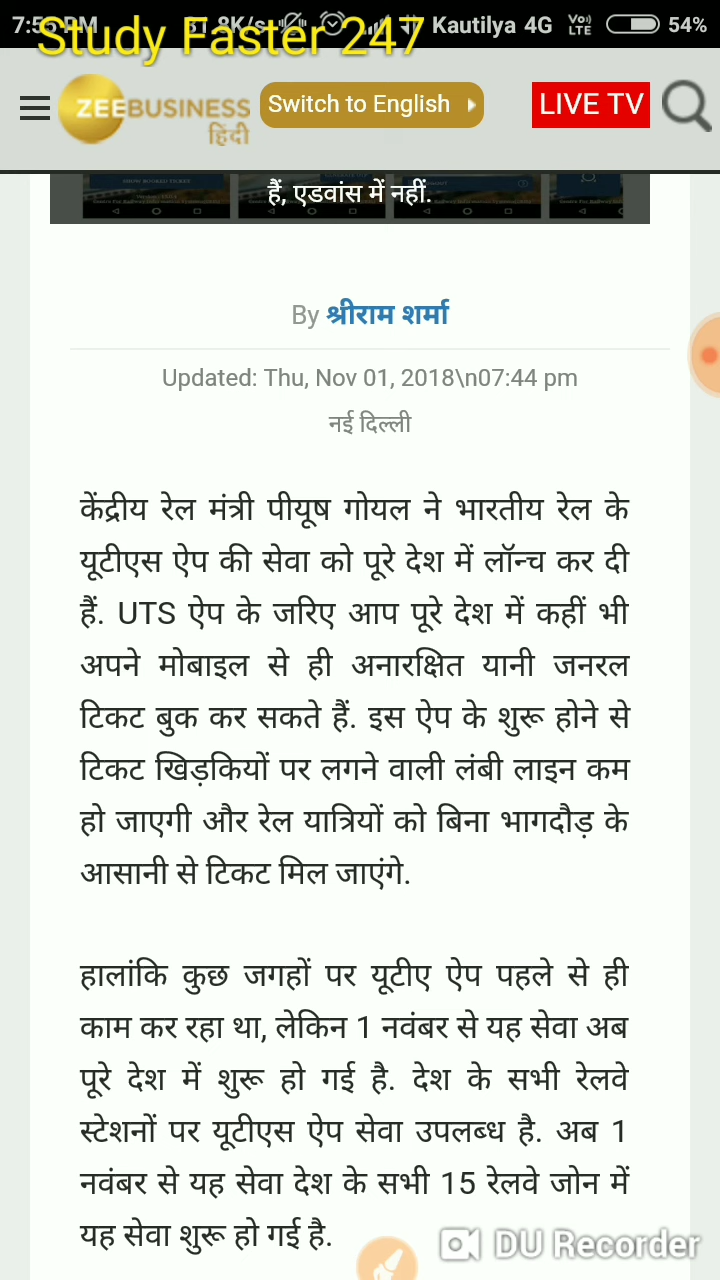 Study Faster 247
Kautilya 4G
VoI) LTE
54%
ZEEBUSINESS
हिंदी
Switch to English
LIVE TV
हैं, एडवांस में नहीं.
By श्रीराम शर्मा
Updated: Thu, Nov 01, 2018\n07:44 pm
नई दिल्ली
केंद्रीय रेल मंत्री पीयूष गोयल ने भारतीय रेल के
यूटीएस ऐप की सेवा को पूरे देश में लॉन्च कर दी
हैं. UTS ऐप के जरिए आप पूरे देश में कहीं भी
अपने मोबाइल से ही अनारक्षित यानी जनरल
टिकट बुक कर सकते हैं. इस ऐप के शुरू होने से
टिकट खिड़कियों पर लगने वाली लंबी लाइन कम
हो जाएगी और रेल यात्रियों को बिना भागदौड़ के
आसानी से टिकट मिल जाएंगे.
हालांकि कुछ जगहों पर यूटीए ऐप पहले से ही
काम कर रहा था, लेकिन 1 नवंबर से यह सेवा अब
पूरे देश में शुरू हो गई है. देश के सभी रेलवे
स्टेशनों पर यूटीएस ऐप सेवा उपलब्ध है. अब 1
नवंबर से यह सेवा देश के सभी 15 रेलवे जोन में
यह सेवा शुरू हो गई है.
DU Recorder